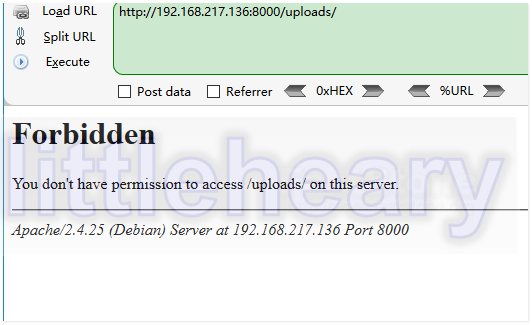 Load URL
http://192.168.217.136:8000/uploads/
Split URL
Execute
Post data Referrer 0xHEX %URL
Forbidden
littleheary
You don't have permission to access /uploads/ on this server.
Apache/2.4.25 (Debian) Server at 192.168.217.136 Port 8000